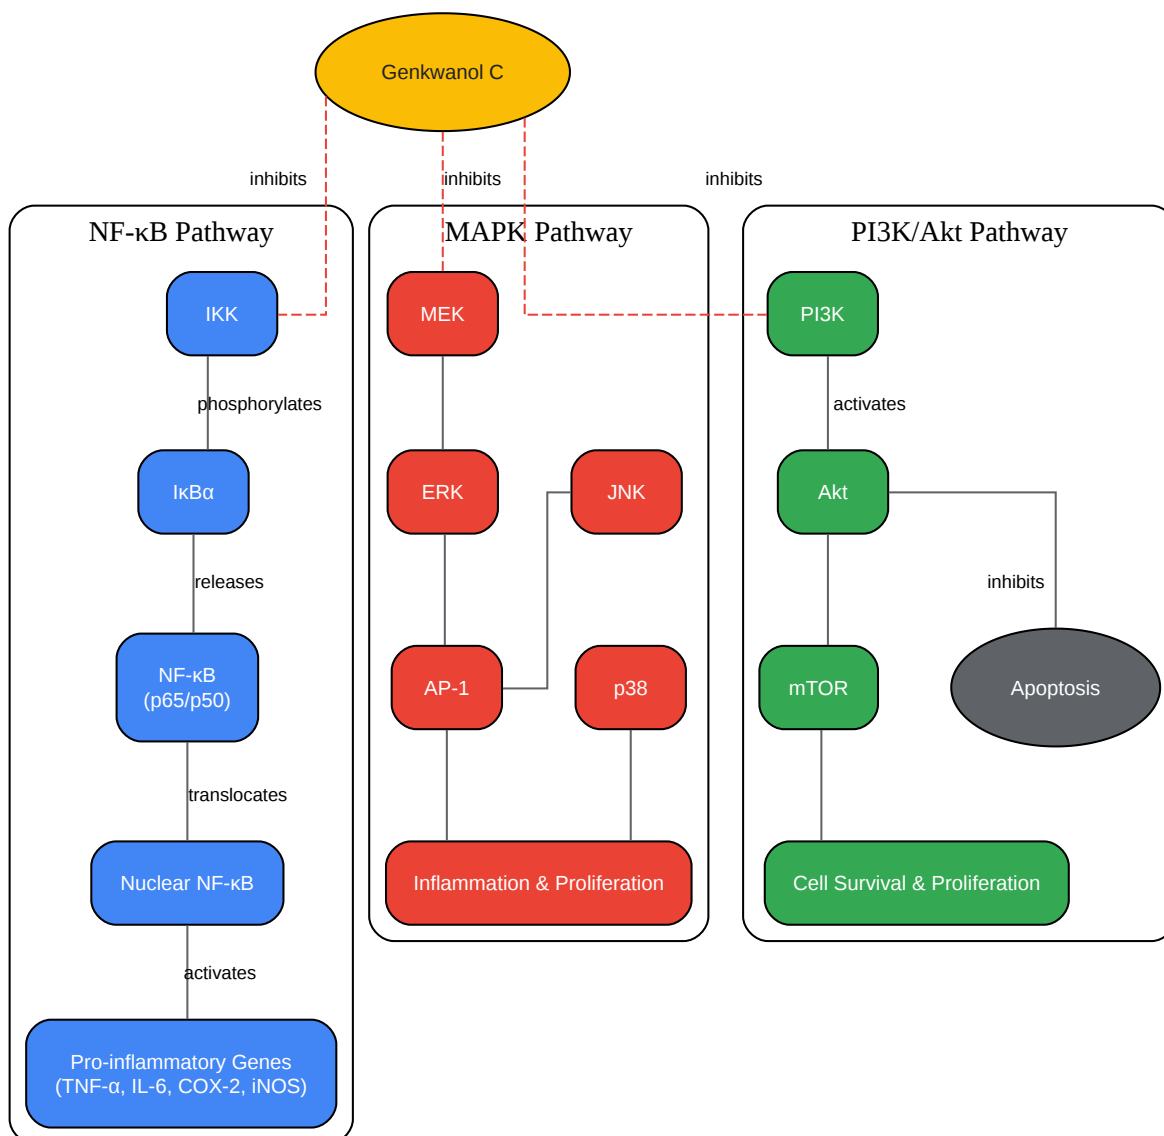 Genkwanol C
inhibits
inhibits
inhibits
NF-κB Pathway
MAPK Pathway
PI3K/Akt Pathway
IKK
MEK
PI3K
phosphorylates
activates
IκBα
ERK
JNK
Akt
releases
inhibits
NF-κB
(p65/p50)
AP-1
p38
mTOR
Apoptosis
translocates
Nuclear NF-κB
Inflammation & Proliferation
Cell Survival & Proliferation
activates
Pro-inflammatory Genes
(TNF-α, IL-6, COX-2, iNOS)